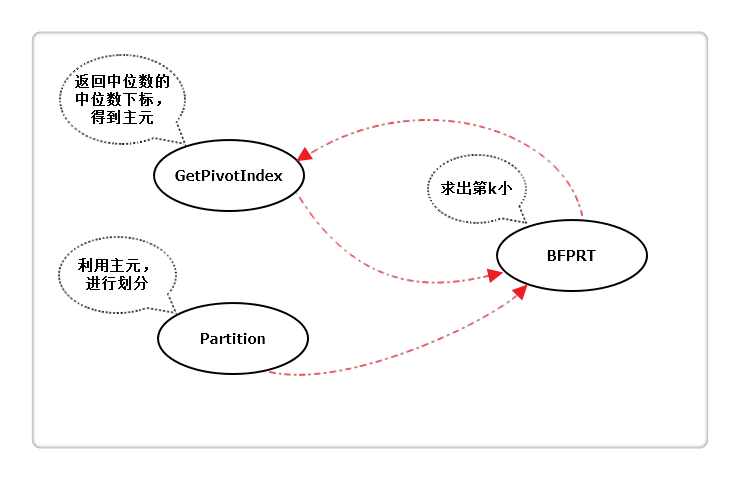 返回中位数的
中位数下标，
得到主元
GetPivotIndex
求出第k小
BFPRT
利用主元，
进行划分
Partition